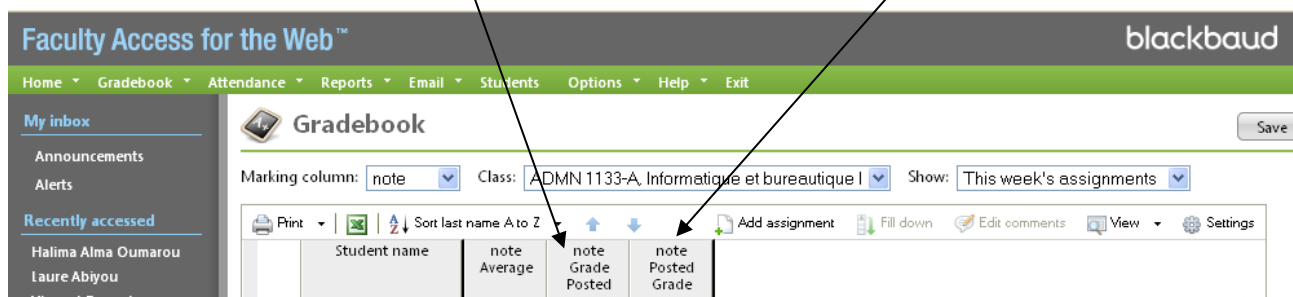 Faculty Access for the Web™ blackbaud
Home Gradebook Attendance Reports Email Students Options Help Exit
My inbox
Announcements
Alerts
Recently accessed
Halima Alma Oumarou
Laure Abiyou
Gradebook
Save
Marking column: note Class: ADMN 1133-A, Informatique et bureautique I Show: This week's assignments
Print Sort last name A to Z Add assignment Fill down Edit comments View Settings
Student name
note Average
note Grade Posted
note Posted Grade